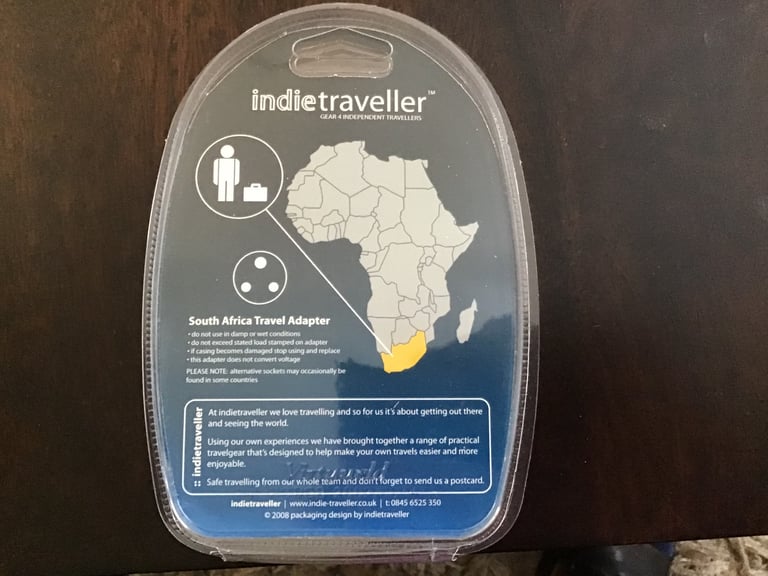 indietraveller™
GEAR 4 INDEPENDENT TRAVELLERS
South Africa Travel Adapter
• do not use in damp or wet conditions
• do not exceed stated load stamped on adapter
• if casing becomes damaged stop using and replace
• this adapter does not convert voltage
PLEASE NOTE: alternative sockets may occasionally be
found in some countries
indietraveller ::
At indietraveller we love travelling and so for us it's about getting out there
and seeing the world.
Using our own experiences we have brought together a range of practical
travelgear that's designed to help make your own travels easier and more
enjoyable.
Safe travelling from our whole team and don't forget to send us a postcard.
indietraveller | www.indie-traveller.co.uk | t:0845 6525 350
© 2008 packaging design by indietraveller